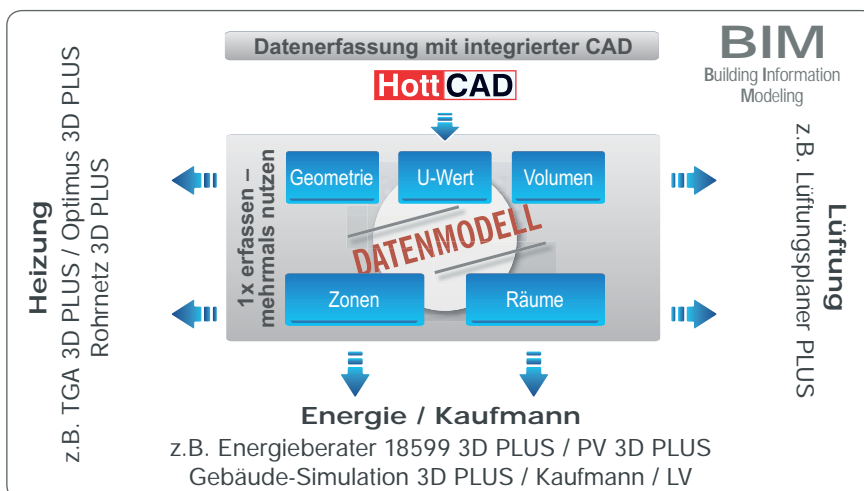 Datenerfassung mit integrierter CAD
HottCAD
BIM
Building Information
Modeling
Heizung
z.B. TGA 3D PLUS / Optimus 3D PLUS
Rohrnetz 3D PLUS
1x erfassen –
mehrmals nutzen
Geometrie
U-Wert
Volumen
DATENMODELL
Zonen
Räume
Lüftung
z.B. Lüftungsplaner PLUS
Energie / Kaufmann
z.B. Energieberater 18599 3D PLUS / PV 3D PLUS
Gebäude-Simulation 3D PLUS / Kaufmann / LV